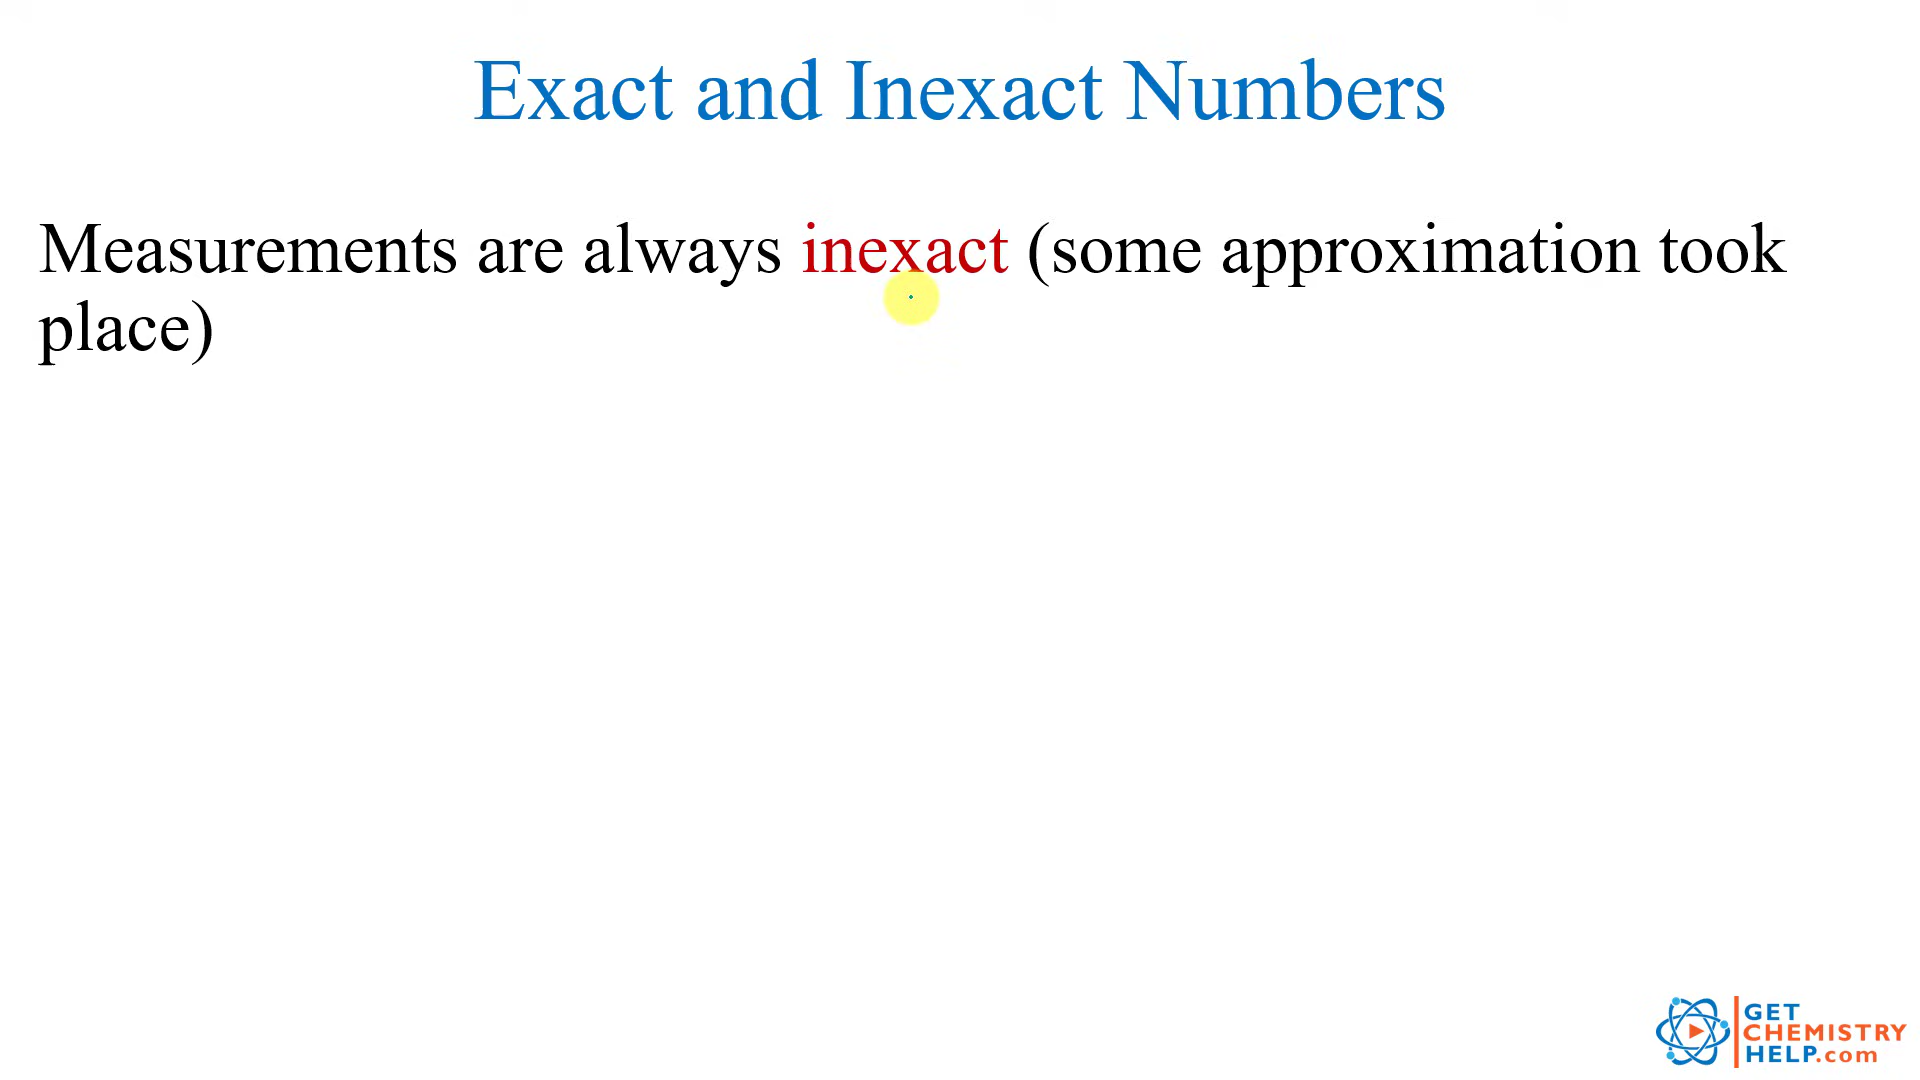 Exact and Inexact Numbers
Measurements are always inexact (some approximation took
place)
GET
CHEMISTRY
HELP.com